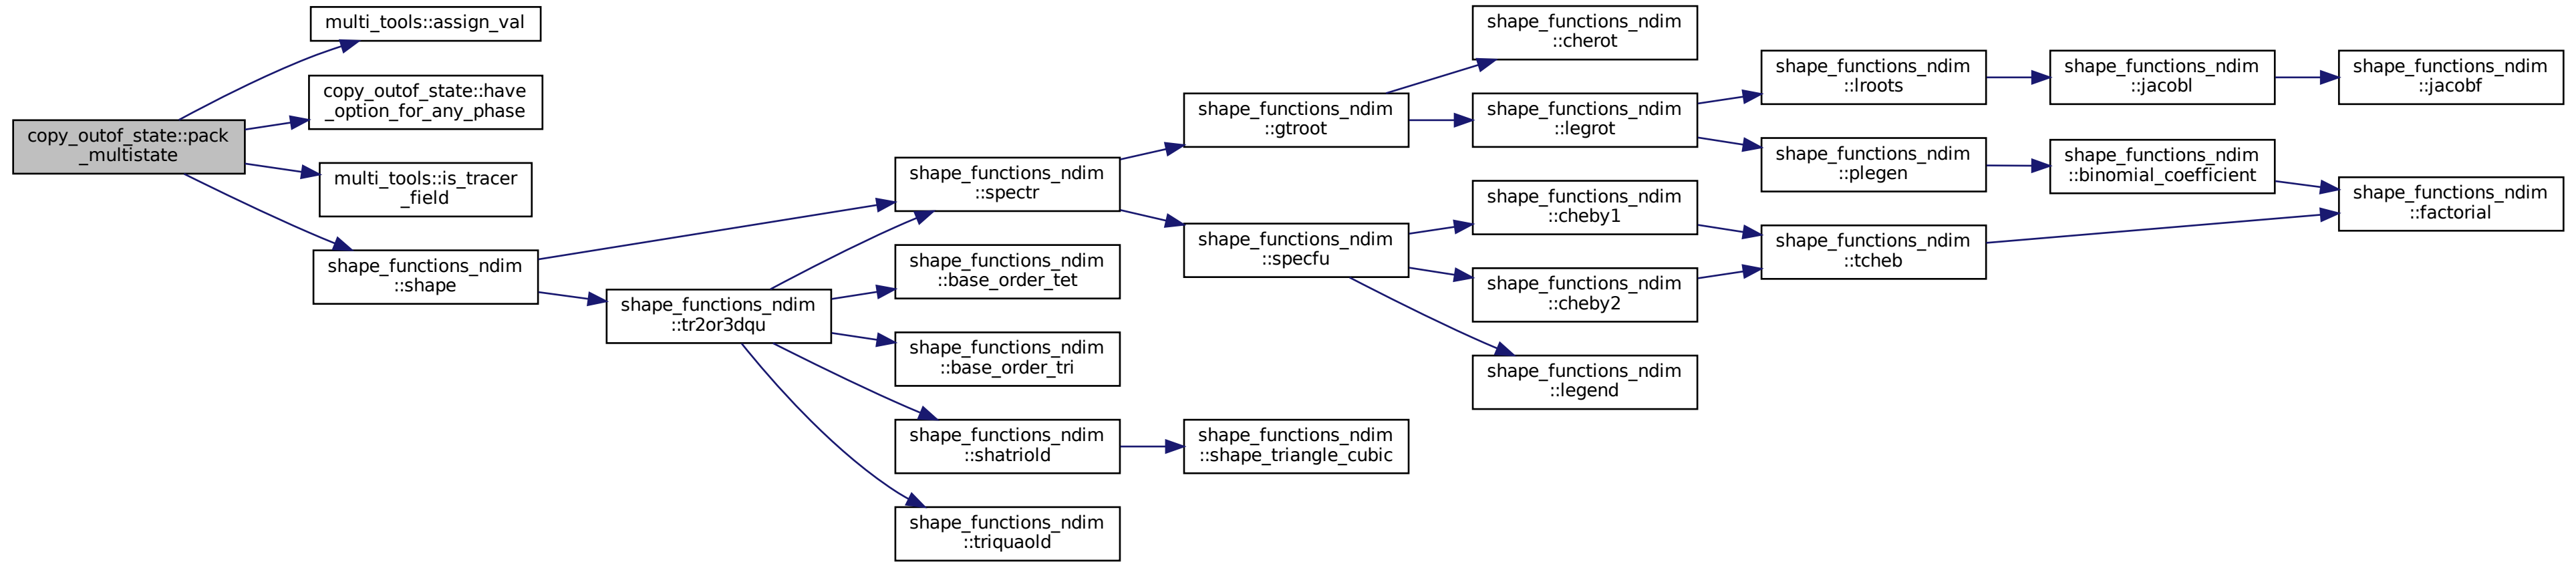 copy_outof_state::pack
_multistate
multi_tools::assign_val
copy_outof_state::have
_option_for_any_phase
multi_tools::is_tracer
_field
shape_functions_ndim
::shape
shape_functions_ndim
::tr2or3dqu
shape_functions_ndim
::spectr
shape_functions_ndim
::base_order_tet
shape_functions_ndim
::base_order_tri
shape_functions_ndim
::shatriold
shape_functions_ndim
::triquaold
shape_functions_ndim
::gtroot
shape_functions_ndim
::specfu
shape_functions_ndim
::shape_triangle_cubic
shape_functions_ndim
::cherot
shape_functions_ndim
::legrot
shape_functions_ndim
::cheby1
shape_functions_ndim
::cheby2
shape_functions_ndim
::legend
shape_functions_ndim
::lroots
shape_functions_ndim
::plegen
shape_functions_ndim
::tcheb
shape_functions_ndim
::jacobl
shape_functions_ndim
::binomial_coefficient
shape_functions_ndim
::jacobf
shape_functions_ndim
::factorial